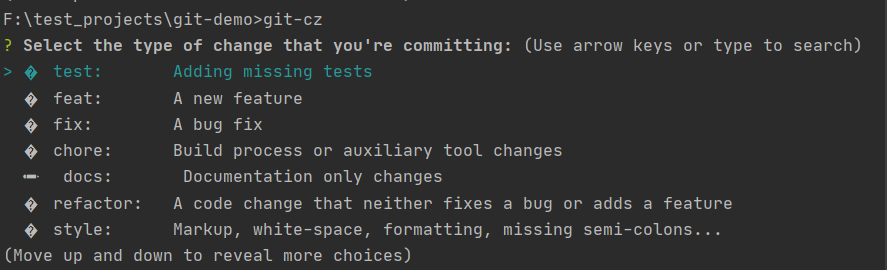 F:\test_projects\git-demo>git-cz
? Select the type of change that you're committing: (Use arrow keys or type to search)
> � test:       Adding missing tests
  � feat:       A new feature
  � fix:        A bug fix
  � chore:      Build process or auxiliary tool changes
  ✏️  docs:       Documentation only changes
  � refactor:   A code change that neither fixes a bug or adds a feature
  � style:      Markup, white-space, formatting, missing semi-colons...
(Move up and down to reveal more choices)